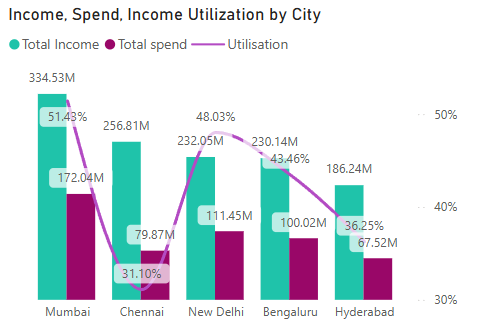 Income, Spend, Income Utilization by City
Total Income Total spend Utilisation
334.53M
51.43%
172.04M
256.81M
79.87M
31.10%
48.03%
232.05M
111.45M
230.14M
43.46%
100.02M
186.24M
36.25%
67.52M
50%
40%
30%
Mumbai Chennai New Delhi Bengaluru Hyderabad